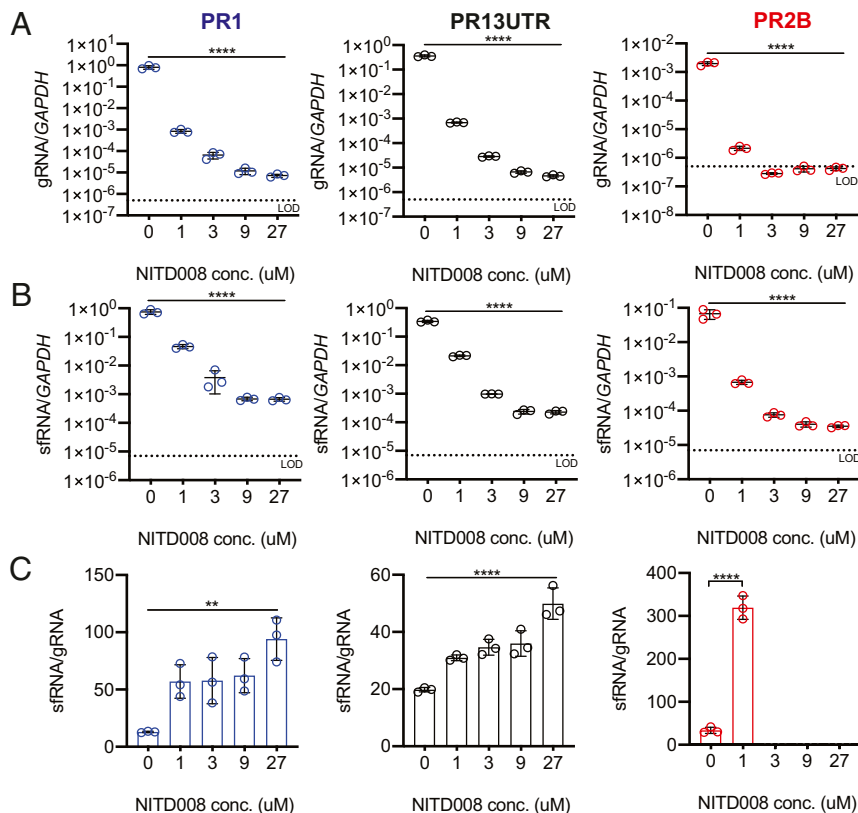 A
PR1
PR13UTR
PR2B
gRNA/GAPDH
1×10^1
1×10^0
1×10^-1
1×10^-2
1×10^-3
1×10^-4
1×10^-5
1×10^-6
1×10^-7
****
LOD
0 1 3 9 27
NITD008 conc. (uM)
gRNA/GAPDH
1×10^0
1×10^-1
1×10^-2
1×10^-3
1×10^-4
1×10^-5
1×10^-6
1×10^-7
****
LOD
0 1 3 9 27
NITD008 conc. (uM)
gRNA/GAPDH
1×10^-2
1×10^-3
1×10^-4
1×10^-5
1×10^-6
1×10^-7
1×10^-8
****
LOD
0 1 3 9 27
NITD008 conc. (uM)
B
sfRNA/GAPDH
1×10^0
1×10^-1
1×10^-2
1×10^-3
1×10^-4
1×10^-5
1×10^-6
****
LOD
0 1 3 9 27
NITD008 conc. (uM)
sfRNA/GAPDH
1×10^0
1×10^-1
1×10^-2
1×10^-3
1×10^-4
1×10^-5
1×10^-6
****
LOD
0 1 3 9 27
NITD008 conc. (uM)
sfRNA/GAPDH
1×10^-1
1×10^-2
1×10^-3
1×10^-4
1×10^-5
1×10^-6
****
LOD
0 1 3 9 27
NITD008 conc. (uM)
C
sfRNA/gRNA
150
100
50
0
**
0 1 3 9 27
NITD008 conc. (uM)
sfRNA/gRNA
60
40
20
0
****
0 1 3 9 27
NITD008 conc. (uM)
sfRNA/gRNA
400
300
200
100
0
****
0 1 3 9 27
NITD008 conc. (uM)